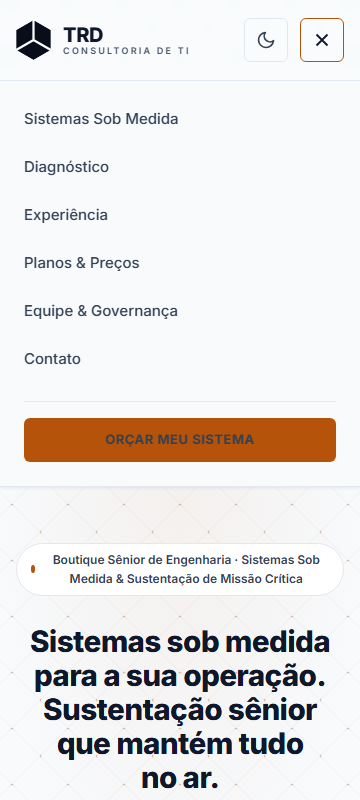 TRD
CONSULTORIA DE TI
Sistemas Sob Medida
Diagnóstico
Experiência
Planos & Preços
Equipe & Governança
Contato
ORÇAR MEU SISTEMA
Boutique Sênior de Engenharia · Sistemas Sob
Medida & Sustentação de Missão Crítica
Sistemas sob medida
para a sua operação.
Sustentação sênior
que mantém tudo
no ar.